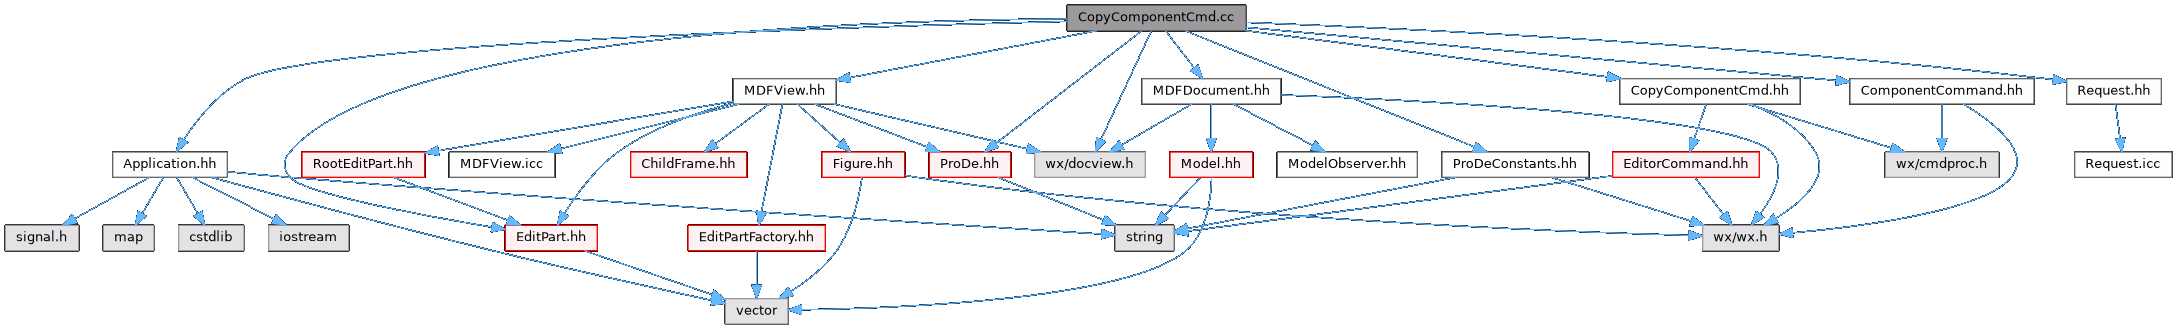 CopyComponentCmd.cc
MDFView.hh
MDFDocument.hh
CopyComponentCmd.hh
ComponentCommand.hh
Request.hh
Application.hh
RootEditPart.hh
MDFView.icc
ChildFrame.hh
Figure.hh
ProDe.hh
wx/docview.h
Model.hh
ModelObserver.hh
ProDeConstants.hh
EditorCommand.hh
wx/cmdproc.h
Request.icc
signal.h
map
cstdlib
iostream
EditPart.hh
EditPartFactory.hh
string
wx/wx.h
vector